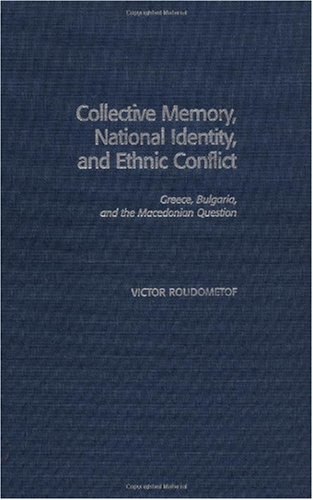 Collective Memory,
National Identity,
and Ethnic Conflict
Greece, Bulgaria,
and the Macedonian Question
VICTOR ROUDOMETOF